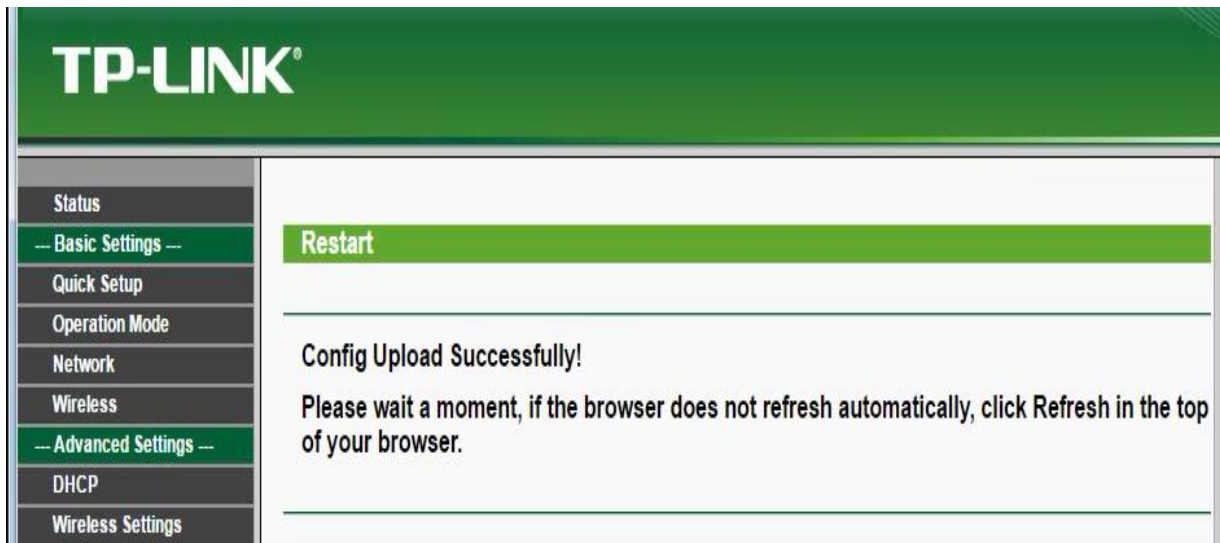 TP-LINK®
Status
--- Basic Settings ---
Quick Setup
Operation Mode
Network
Wireless
--- Advanced Settings ---
DHCP
Wireless Settings
Restart
Config Upload Successfully!
Please wait a moment, if the browser does not refresh automatically, click Refresh in the top
of your browser.